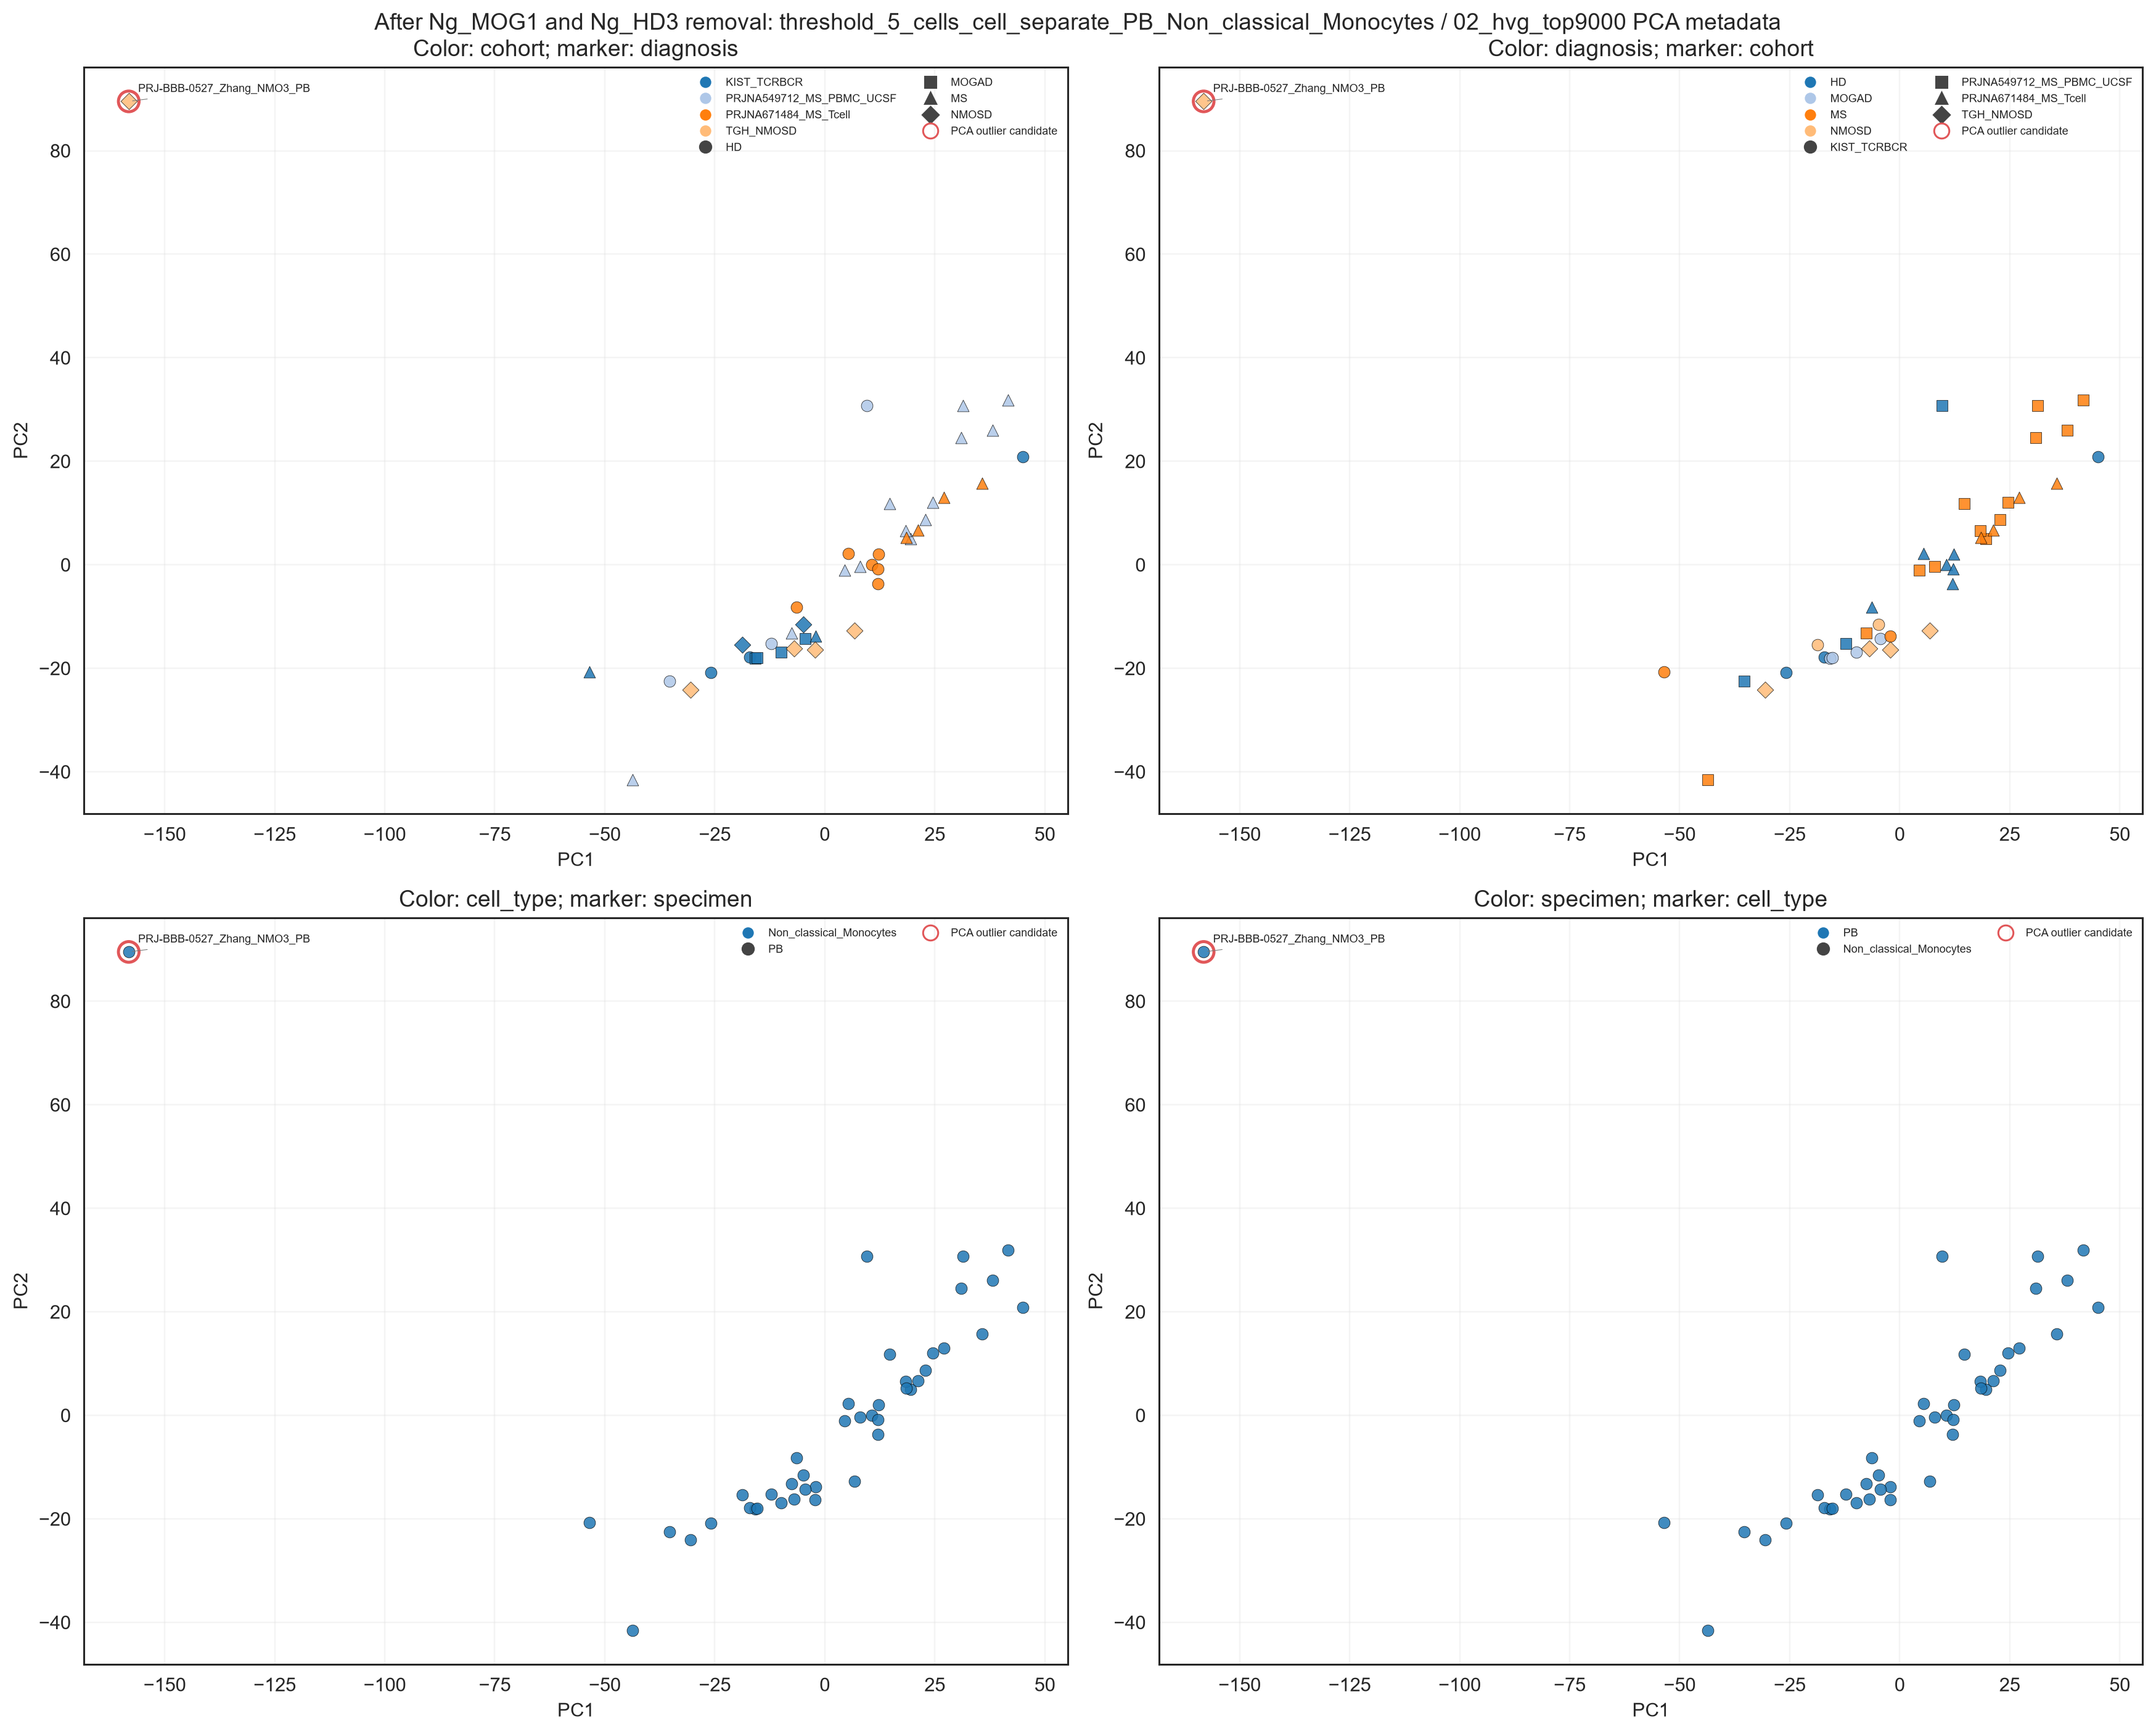 After Ng_MOG1 and Ng_HD3 removal: threshold_5_cells_cell_separate_PB_Non_classical_Monocytes / 02_hvg_top9000 PCA metadata
Color: cohort; marker: diagnosis
PRJ-BBB-0527_Zhang_NMO3_PB
KIST_TCRBCR
PRJNA549712_MS_PBMC_UCSF
PRJNA671484_MS_Tcell
TGH_NMOSD
HD
MOGAD
MS
NMOSD
PCA outlier candidate
80
60
40
20
0
−20
−40
PC2
−150
−125
−100
−75
−50
−25
0
25
50
PC1
Color: diagnosis; marker: cohort
PRJ-BBB-0527_Zhang_NMO3_PB
HD
MOGAD
MS
NMOSD
KIST_TCRBCR
PRJNA549712_MS_PBMC_UCSF
PRJNA671484_MS_Tcell
TGH_NMOSD
PCA outlier candidate
80
60
40
20
0
−20
−40
PC2
−150
−125
−100
−75
−50
−25
0
25
50
PC1
Color: cell_type; marker: specimen
PRJ-BBB-0527_Zhang_NMO3_PB
Non_classical_Monocytes
PB
PCA outlier candidate
80
60
40
20
0
−20
−40
PC2
−150
−125
−100
−75
−50
−25
0
25
50
PC1
Color: specimen; marker: cell_type
PRJ-BBB-0527_Zhang_NMO3_PB
PB
Non_classical_Monocytes
PCA outlier candidate
80
60
40
20
0
−20
−40
PC2
−150
−125
−100
−75
−50
−25
0
25
50
PC1